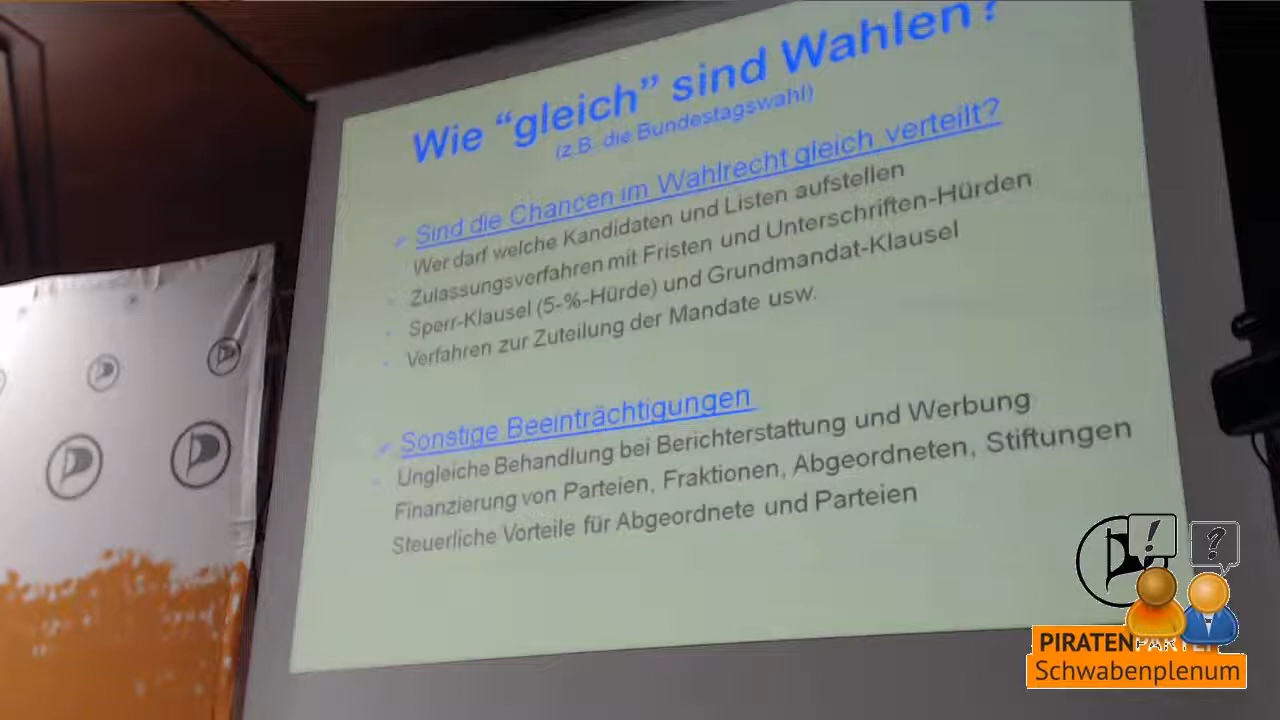 Wie “gleich” sind Wahlen?
(z.B. die Bundestagswahl)
Sind die Chancen im Wahlrecht gleich verteilt?
Wer darf welche Kandidaten und Listen aufstellen
Zulassungsverfahren mit Fristen und Unterschriften-Hürden
Sperr-Klausel (5-%-Hürde) und Grundmandat-Klausel
Verfahren zur Zuteilung der Mandate usw.
Sonstige Beeinträchtigungen
Ungleiche Behandlung bei Berichterstattung und Werbung
Finanzierung von Parteien, Fraktionen, Abgeordneten, Stiftungen
Steuerliche Vorteile für Abgeordnete und Parteien
! ?
PIRATENPARTEI
Schwabenplenum